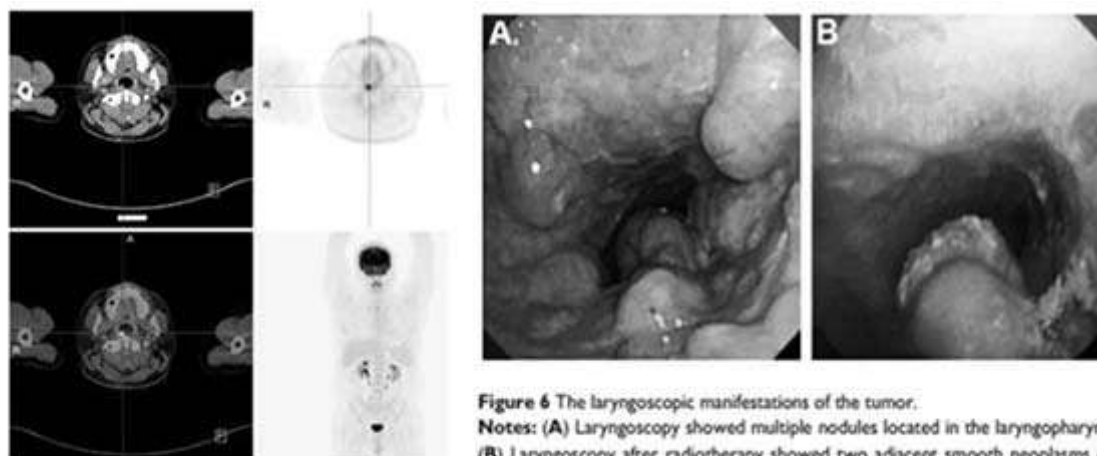 A.
B
Figure 6 The laryngoscopic manifestations of the tumor.
Notes: (A) Laryngoscopy showed multiple nodules located in the
(B) Laryngoscopy after radiotherapy showed two adjacent smooth neoplasms